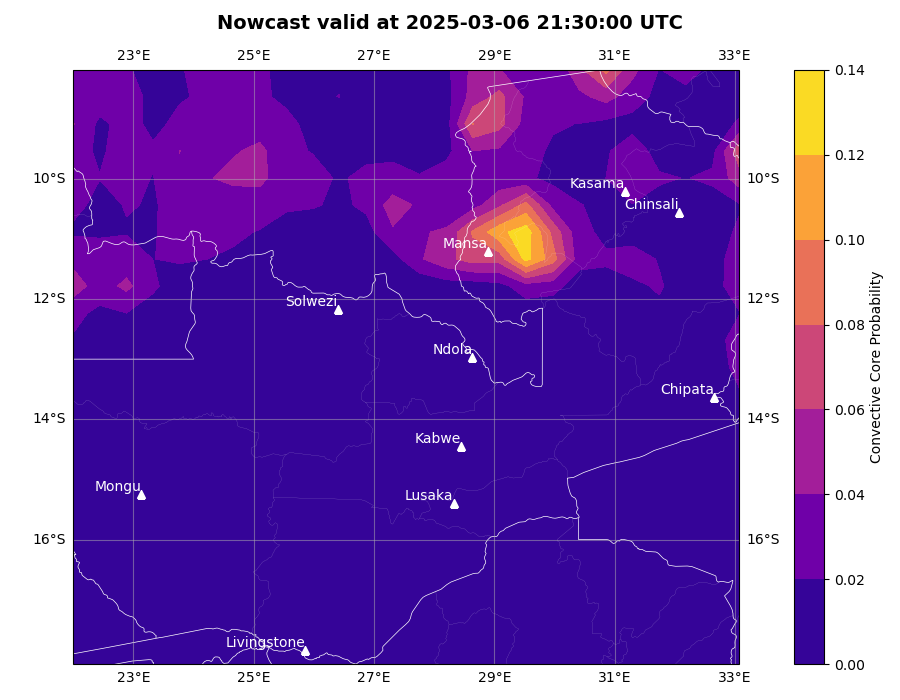 Nowcast valid at 2025-03-06 21:30:00 UTC
23°E 25°E 27°E 29°E 31°E 33°E
0.14
0.12
10°S 10°S
Kasama
Chinsali
0.10
Mansa
12°S 12°S
Solwezi
0.08
Ndola
Convective Core Probability
Chipata
0.06
14°S 14°S
Kabwe
Mongu
Lusaka
0.04
16°S 16°S
0.02
Livingstone
0.00
23°E 25°E 27°E 29°E 31°E 33°E